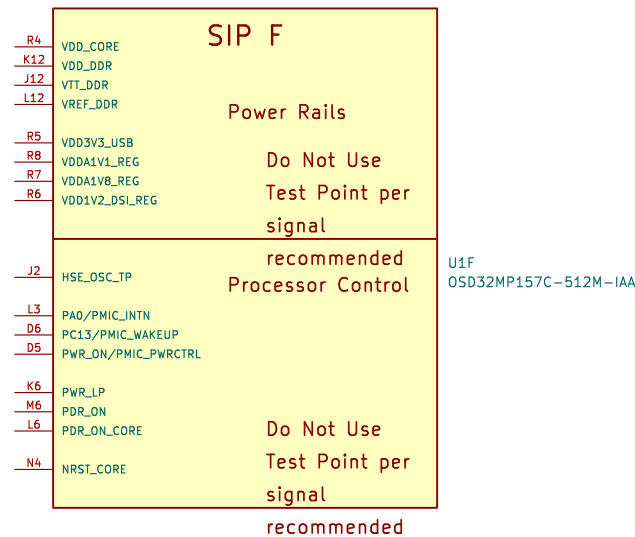 SIP F
R4 VDD_CORE
K12 VDD_DDR
J12 VTT_DDR
L12 VREF_DDR
Power Rails
R5 VDD3V3_USB
R8 VDDA1V1_REG
R7 VDDA1V8_REG
R6 VDD1V2_DSI_REG
Do Not Use
Test Point per
signal
recommended
Processor Control
U1F
OSD32MP157C-512M-IAA
J2 HSE_OSC_TP
L3 PA0/PMIC_INTN
D6 PC13/PMIC_WAKEUP
D5 PWR_ON/PMIC_PWRCTRL
K6 PWR_LP
M6 PDR_ON
L6 PDR_ON_CORE
N4 NRST_CORE
Do Not Use
Test Point per
signal
recommended